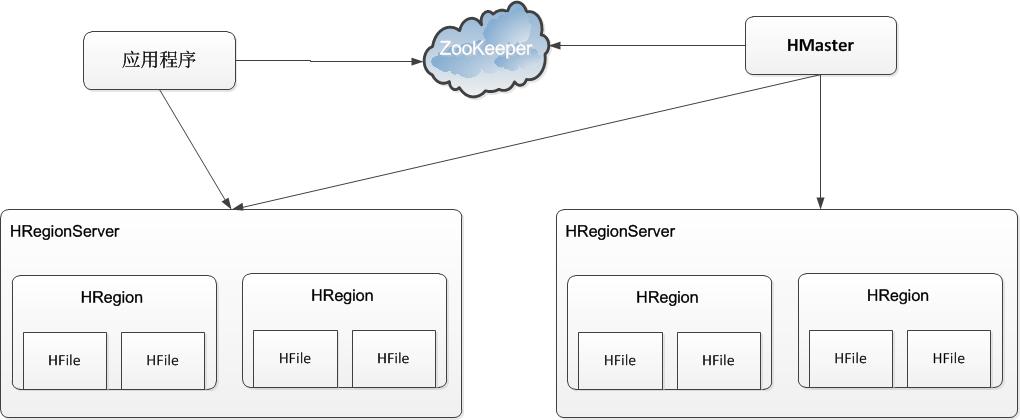 应用程序
ZooKeeper
HMaster
HRegionServer
HRegion
HFile
HFile
HRegion
HFile
HFile
HRegionServer
HRegion
HFile
HFile
HRegion
HFile
HFile